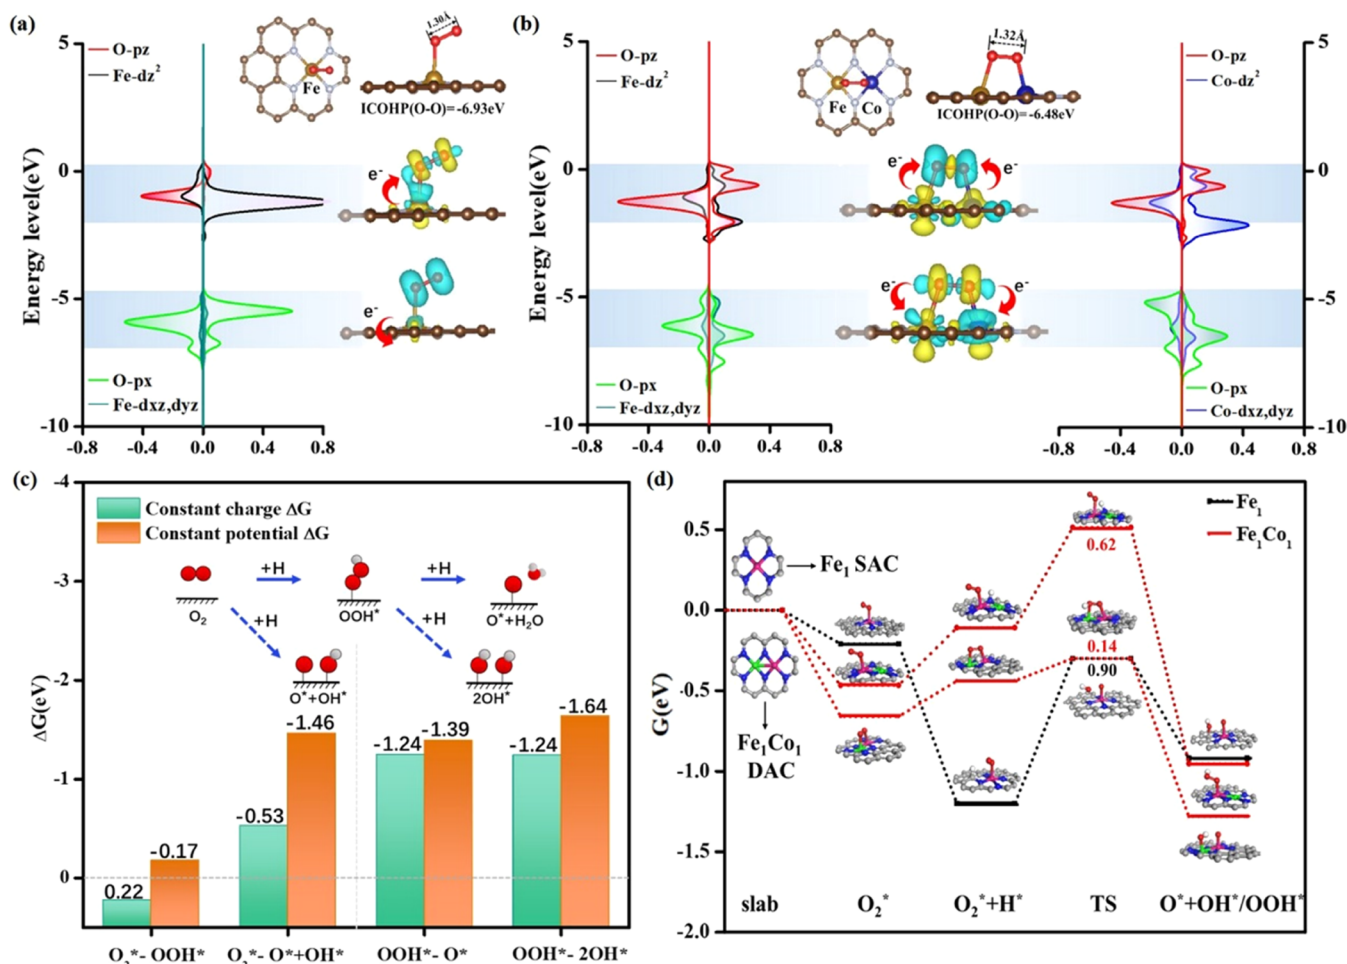 (a)
5
0
-5
-10
Energy level(eV)
-0.8
-0.4
0.0
0.4
0.8
O-pz
Fe-dz²
Fe
1.30Å
ICOHP(O-O)= -6.93eV
e⁻
e⁻
O-px
Fe-dxz,dyz
(b)
5
0
-5
-10
Energy level(eV)
-0.8
-0.4
0.0
0.4
0.8
O-pz
Fe-dz²
Fe
Co
1.32Å
ICOHP(O-O)= -6.48eV
e⁻
e⁻
e⁻
e⁻
O-px
Fe-dxz,dyz
O-pz
Co-dz²
O-px
Co-dxz,dyz
5
0
-5
-10
Energy level(eV)
-0.8
-0.4
0.0
0.4
0.8
(c)
-4
-3
-2
-1
0
ΔG(eV)
Constant charge ΔG
Constant potential ΔG
+H
+H
O₂
OOH*
O*+H₂O
+H
+H
O*+OH*
2OH*
0.22
-0.17
-0.53
-1.46
-1.24
-1.39
-1.24
-1.64
O₂*- OOH*
O₂*- O*+OH*
OOH*- O*
OOH*- 2OH*
(d)
0.5
0.0
-0.5
-1.0
-1.5
-2.0
G(eV)
Fe₁
Fe₁Co₁
Fe₁ SAC
Fe₁Co₁
DAC
0.62
0.14
0.90
slab
O₂*
O₂*+H*
TS
O*+OH*/OOH*